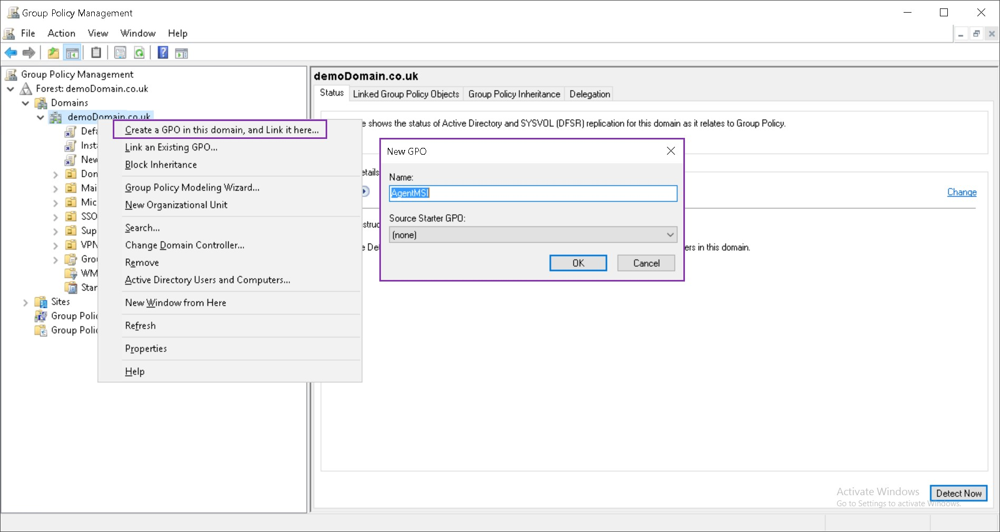 Group Policy Management
File Action View Window Help
Group Policy Management
Forest: demoDomain.co.uk
Domains
demoDomain.co.uk
Defa
Insta
New
Don
Mai
Mic
SSO
Sup
VPN
Grou
WM
Star
Sites
Group Polic
Group Polic
Create a GPO in this domain, and Link it here...
Link an Existing GPO...
Block Inheritance
Group Policy Modeling Wizard...
New Organizational Unit
Search...
Change Domain Controller...
Remove
Active Directory Users and Computers...
New Window from Here
Refresh
Properties
Help
demoDomain.co.uk
Status Linked Group Policy Objects Group Policy Inheritance Delegation
e shows the status of Active Directory and SYSVOL (DFSR) replication for this domain as it relates to Group Policy.
etails
Change
struc
e Def
ers in this domain.
New GPO
Name:
AgentMSI
Source Starter GPO:
(none)
OK Cancel
Activate Windows
Go to Settings to activate Windows.
Detect Now